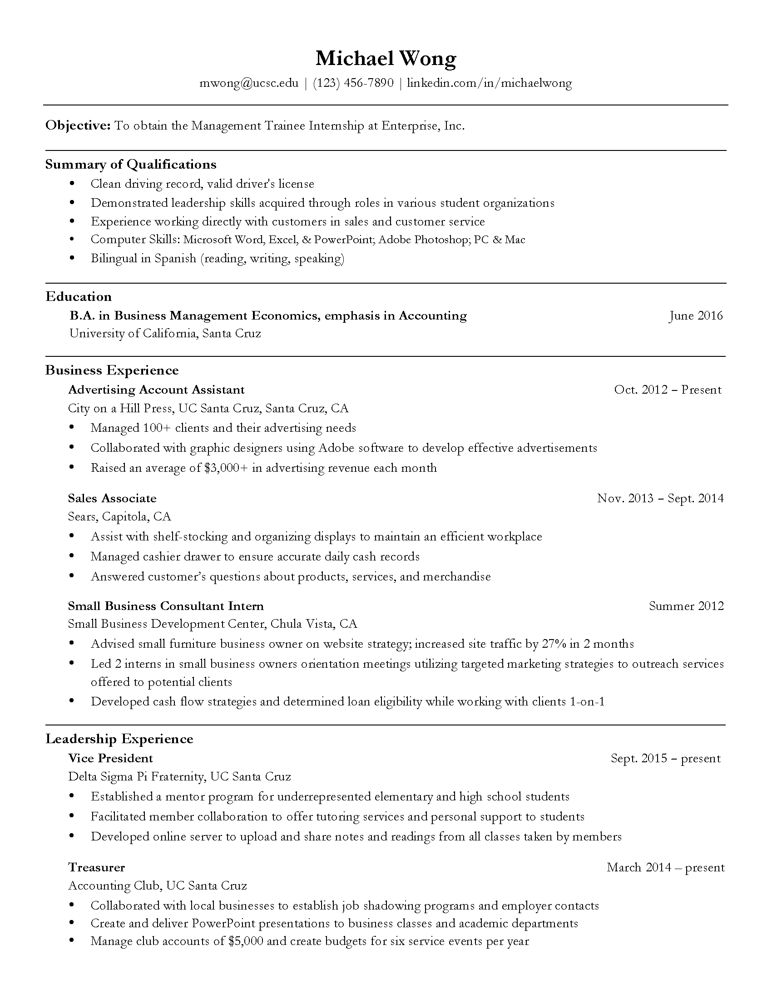 Michael Wong
mwong@ucsc.edu | (123) 456-7890 | linkedin.com/in/michaelwong
Objective: To obtain the Management Trainee Internship at Enterprise, Inc.
Summary of Qualifications
• Clean driving record, valid driver's license
• Demonstrated leadership skills acquired through roles in various student organizations
• Experience working directly with customers in sales and customer service
• Computer Skills: Microsoft Word, Excel, & PowerPoint; Adobe Photoshop; PC & Mac
• Bilingual in Spanish (reading, writing, speaking)
Education
B.A. in Business Management Economics, emphasis in Accounting June 2016
University of California, Santa Cruz
Business Experience
Advertising Account Assistant Oct. 2012 – Present
City on a Hill Press, UC Santa Cruz, Santa Cruz, CA
• Managed 100+ clients and their advertising needs
• Collaborated with graphic designers using Adobe software to develop effective advertisements
• Raised an average of $3,000+ in advertising revenue each month
Sales Associate Nov. 2013 – Sept. 2014
Sears, Capitola, CA
• Assist with shelf-stocking and organizing displays to maintain an efficient workplace
• Managed cashier drawer to ensure accurate daily cash records
• Answered customer’s questions about products, services, and merchandise
Small Business Consultant Intern Summer 2012
Small Business Development Center, Chula Vista, CA
• Advised small furniture business owner on website strategy; increased site traffic by 27% in 2 months
• Led 2 interns in small business owners orientation meetings utilizing targeted marketing strategies to outreach services
offered to potential clients
• Developed cash flow strategies and determined loan eligibility while working with clients 1-on-1
Leadership Experience
Vice President Sept. 2015 – present
Delta Sigma Pi Fraternity, UC Santa Cruz
• Established a mentor program for underrepresented elementary and high school students
• Facilitated member collaboration to offer tutoring services and personal support to students
• Developed online server to upload and share notes and readings from all classes taken by members
Treasurer March 2014 – present
Accounting Club, UC Santa Cruz
• Collaborated with local businesses to establish job shadowing programs and employer contacts
• Create and deliver PowerPoint presentations to business classes and academic departments
• Manage club accounts of $5,000 and create budgets for six service events per year